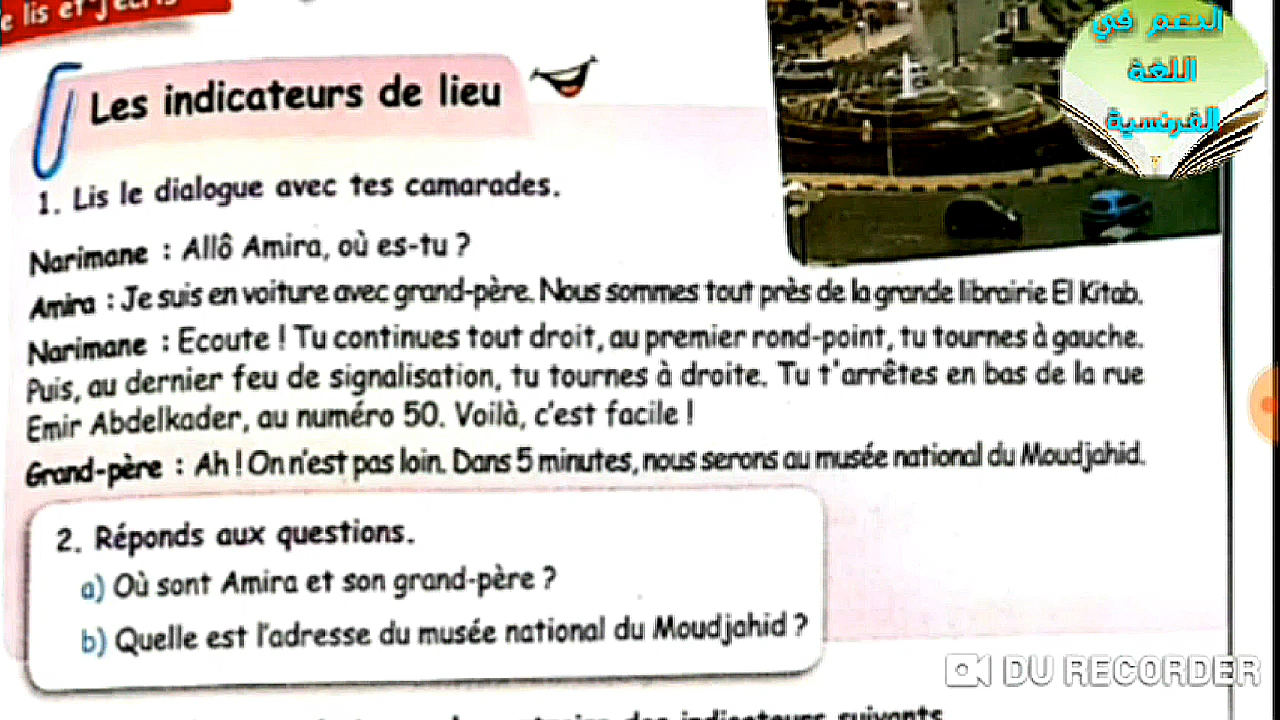 e lis et j'écris
Les indicateurs de lieu
الدعم في
اللغة
الفرنسية
1. Lis le dialogue avec tes camarades.
Narimane : Allô Amira, où es-tu ?
Amira : Je suis en voiture avec grand-père. Nous sommes tout près de la grande librairie El Kitab.
Narimane : Ecoute ! Tu continues tout droit, au premier rond-point, tu tournes à gauche.
Puis, au dernier feu de signalisation, tu tournes à droite. Tu t'arrêtes en bas de la rue
Emir Abdelkader, au numéro 50. Voilà, c'est facile !
Grand-père : Ah ! On n'est pas loin. Dans 5 minutes, nous serons au musée national du Moudjahid.
2. Réponds aux questions.
a) Où sont Amira et son grand-père ?
b) Quelle est l'adresse du musée national du Moudjahid ?
DU RECORDER
des indicateurs suivants